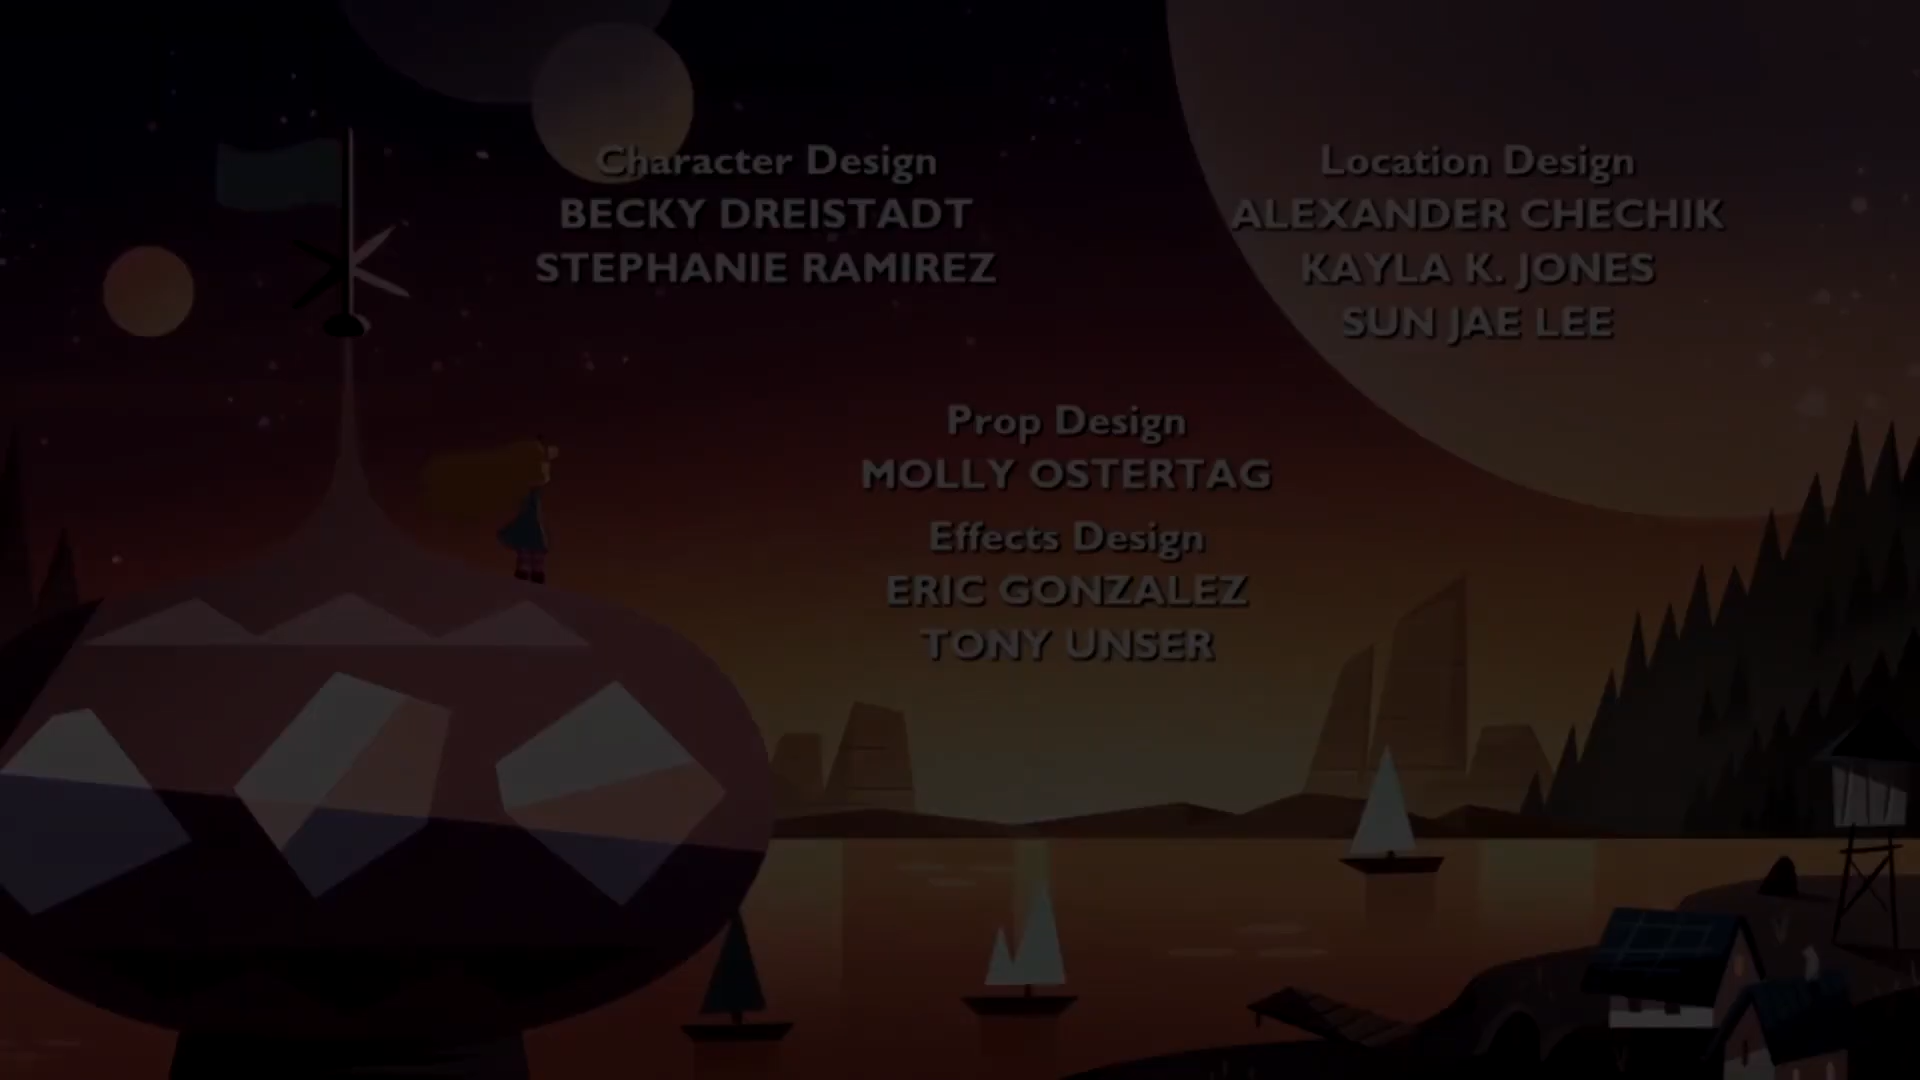 Character Design
BECKY DREISTADT
STEPHANIE RAMIREZ
Location Design
ALEXANDER CHECHIK
KAYLA K. JONES
SUN JAE LEE
Prop Design
MOLLY OSTERTAG
Effects Design
ERIC GONZALEZ
TONY UNSER